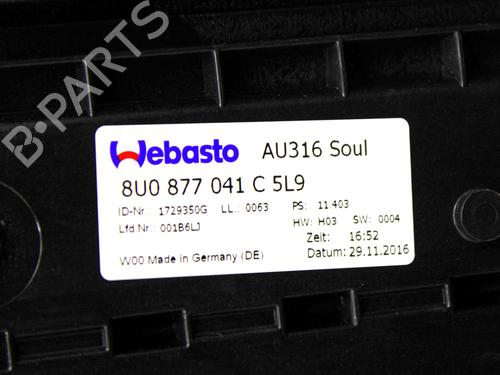 B-PARTS
Webasto AU316 Soul
8U0 877 041 C 5L9
ID-Nr.: 1729350G LL.: 0063 PS: 11.403
Lfd Nr.: 001B6LJ HW: H03 SW: 0004
Zeit: 16:52
W00 Made in Germany (DE) Datum: 29.11.2016